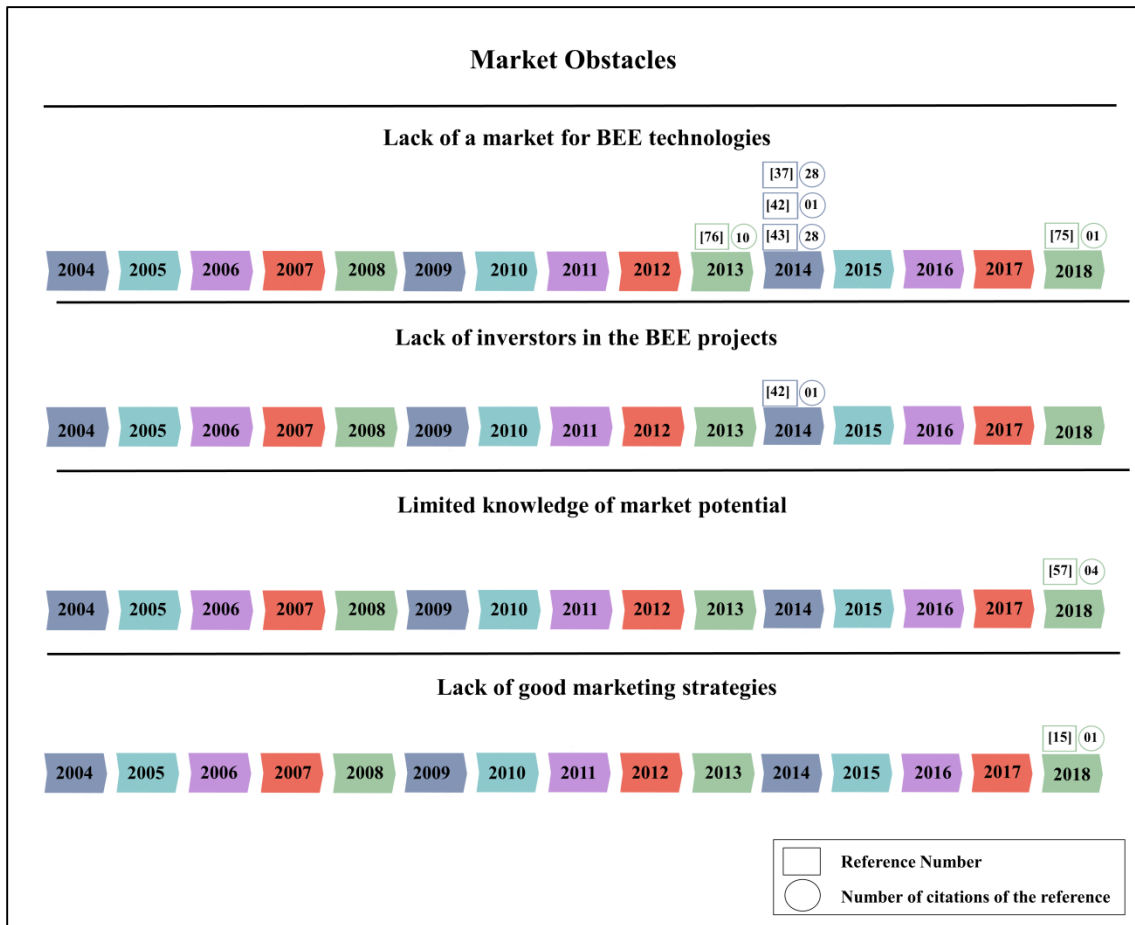 Market Obstacles
Lack of a market for BEE technologies
[37] 28
[42] 01
[76] 10 [43] 28 [75] 01
2004 2005 2006 2007 2008 2009 2010 2011 2012 2013 2014 2015 2016 2017 2018
Lack of inverstors in the BEE projects
[42] 01
2004 2005 2006 2007 2008 2009 2010 2011 2012 2013 2014 2015 2016 2017 2018
Limited knowledge of market potential
[57] 04
2004 2005 2006 2007 2008 2009 2010 2011 2012 2013 2014 2015 2016 2017 2018
Lack of good marketing strategies
[15] 01
2004 2005 2006 2007 2008 2009 2010 2011 2012 2013 2014 2015 2016 2017 2018
Reference Number
Number of citations of the reference